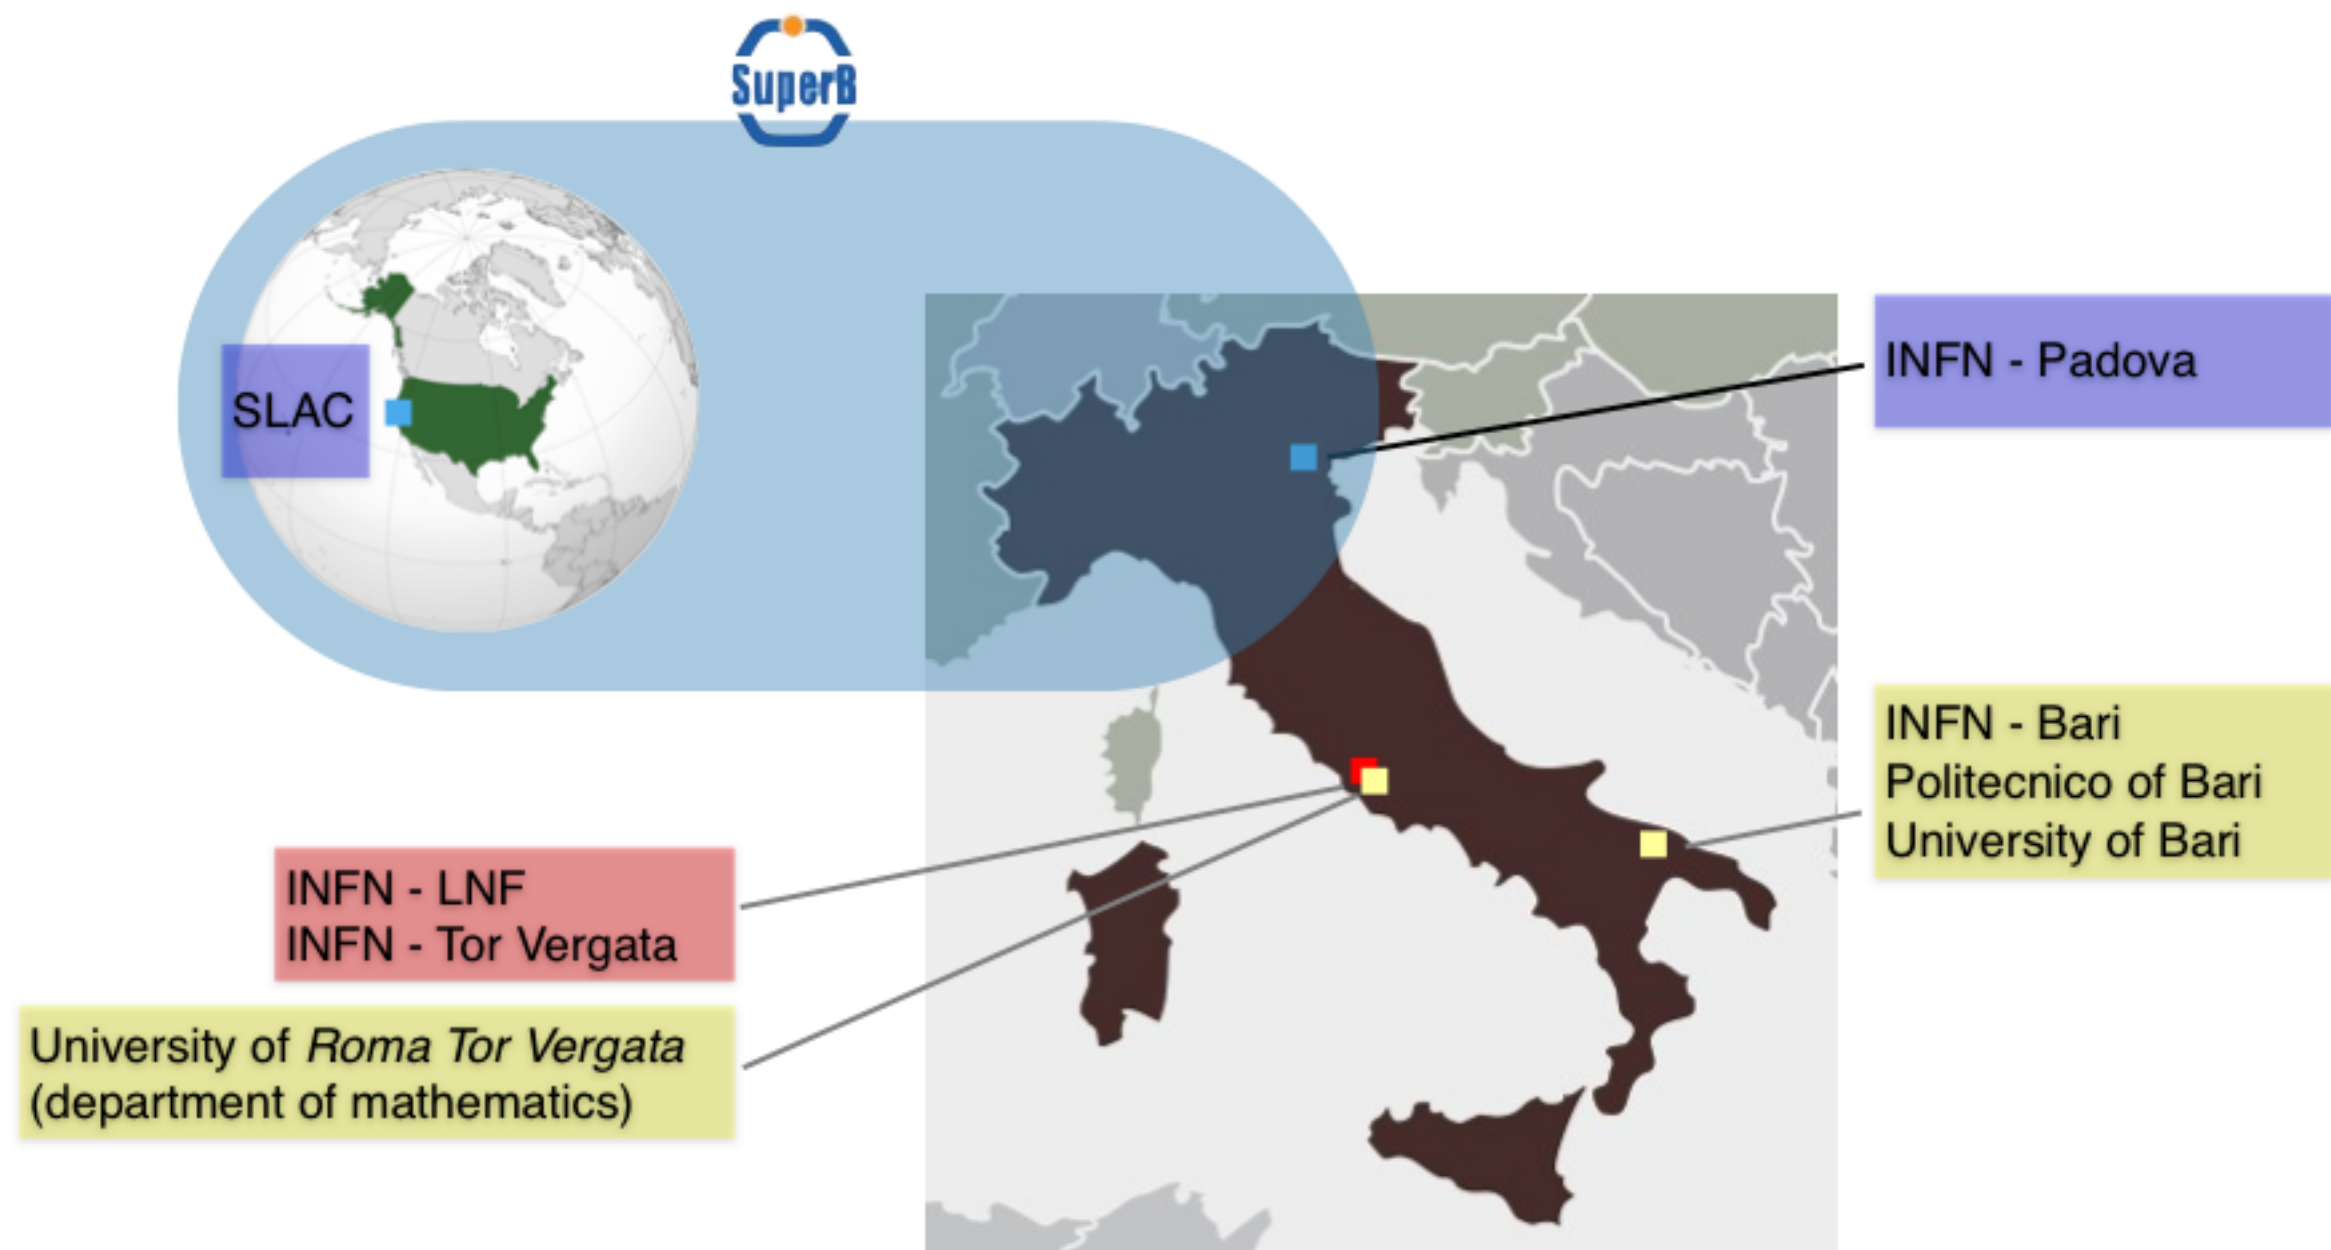 SuperB
SLAC
INFN - Padova
INFN - Bari
Politecnico of Bari
University of Bari
INFN - LNF
INFN - Tor Vergata
University of Roma Tor Vergata
(department of mathematics)